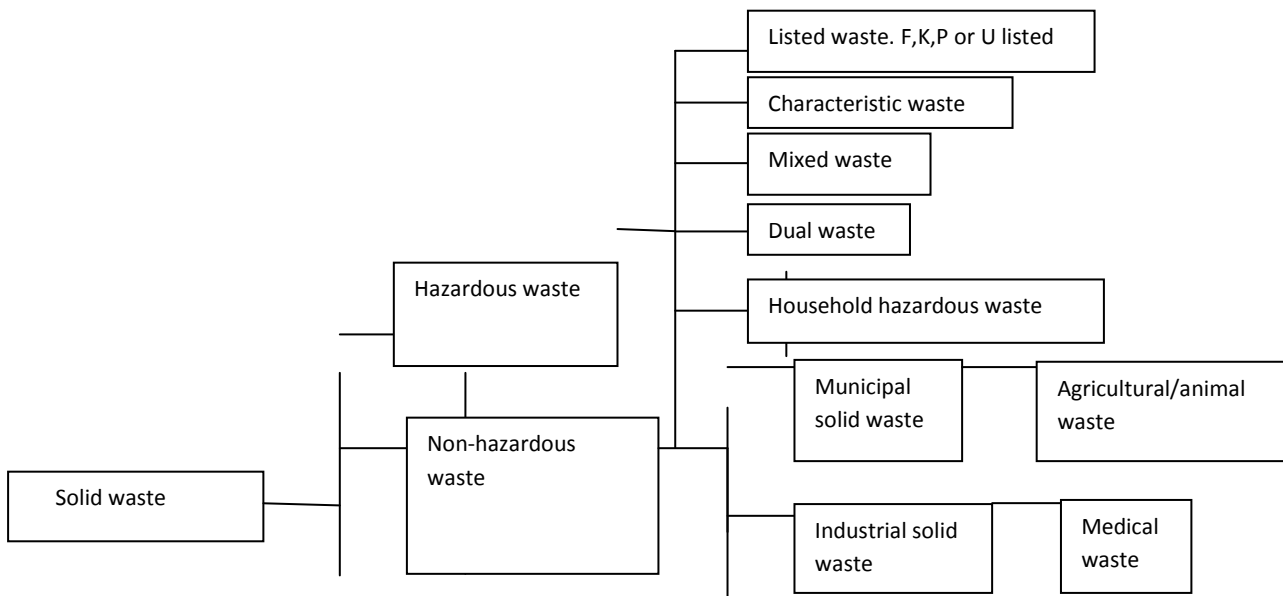 Listed waste. F,K,P or U listed
Characteristic waste
Mixed waste
Dual waste
Hazardous waste
Household hazardous waste
Municipal
solid waste
Agricultural/animal
waste
Non-hazardous
waste
Solid waste
Industrial solid
waste
Medical
waste